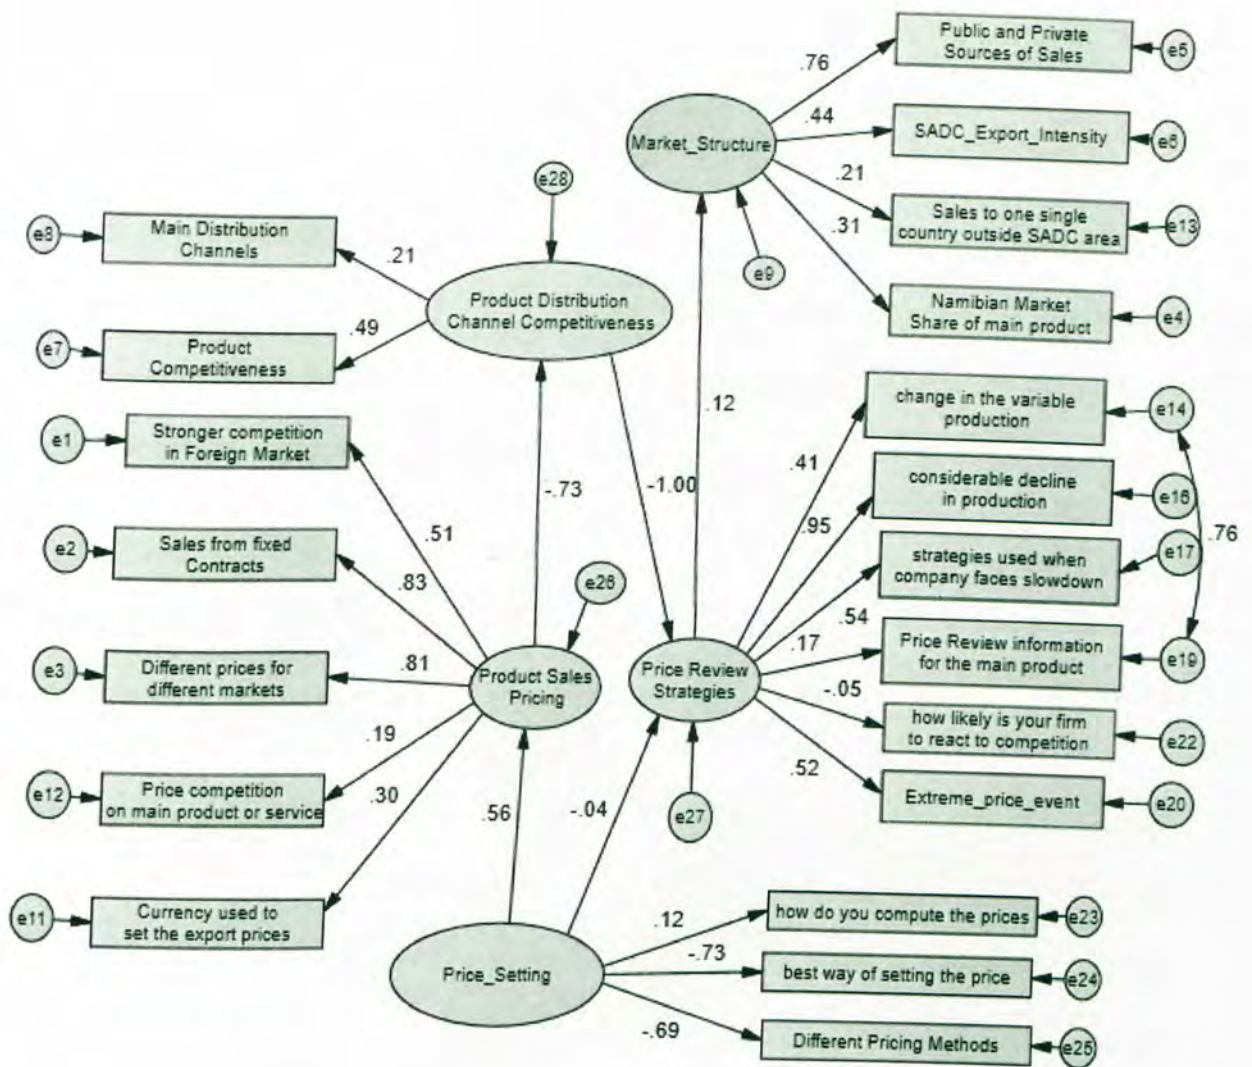 Public and Private
Sources of Sales
e5
.76
.44
Market_Structure
SADC_Export_Intensity
e6
.21
.31
Sales to one single
country outside SADC area
e13
e9
Namibian Market
Share of main product
e4
e28
e8
Main Distribution
Channels
.21
Product Distribution
Channel Competitiveness
.49
e7
Product
Competitiveness
.12
change in the variable
production
e14
e1
Stronger competition
in Foreign Market
-.73
-1.00
.41
considerable decline
in production
e16
.95
.76
e2
Sales from fixed
Contracts
.51
.83
e26
strategies used when
company faces slowdown
e17
.54
e3
Different prices for
different markets
.81
Product Sales
Pricing
Price Review
Strategies
.17
Price Review information
for the main product
e19
-.05
how likely is your firm
to react to competition
e22
.19
.52
e12
Price competition
on main product or service
.30
.56
-.04
e27
Extreme_price_event
e20
e11
Currency used to
set the export prices
Price_Setting
.12
how do you compute the prices
e23
-.73
best way of setting the price
e24
-.69
Different Pricing Methods
e25